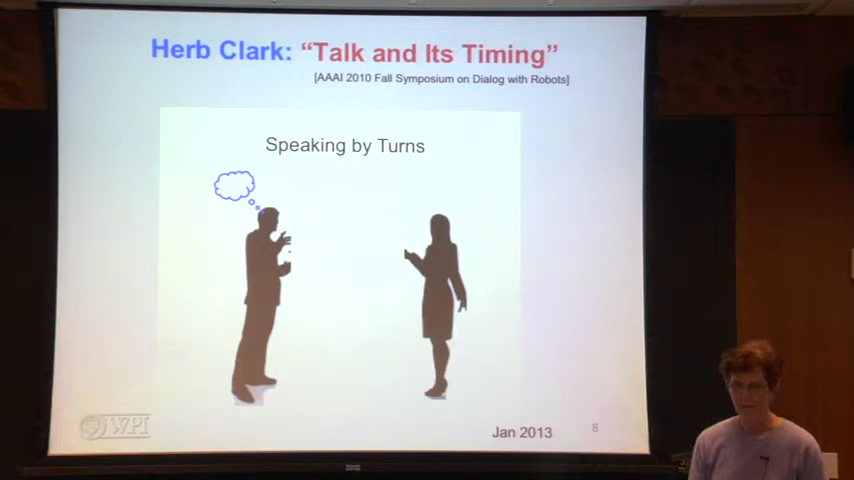 Herb Clark: “Talk and Its Timing”
[AAAI 2010 Fall Symposium on Dialog with Robots]
Speaking by Turns
WPI
Jan 2013
8